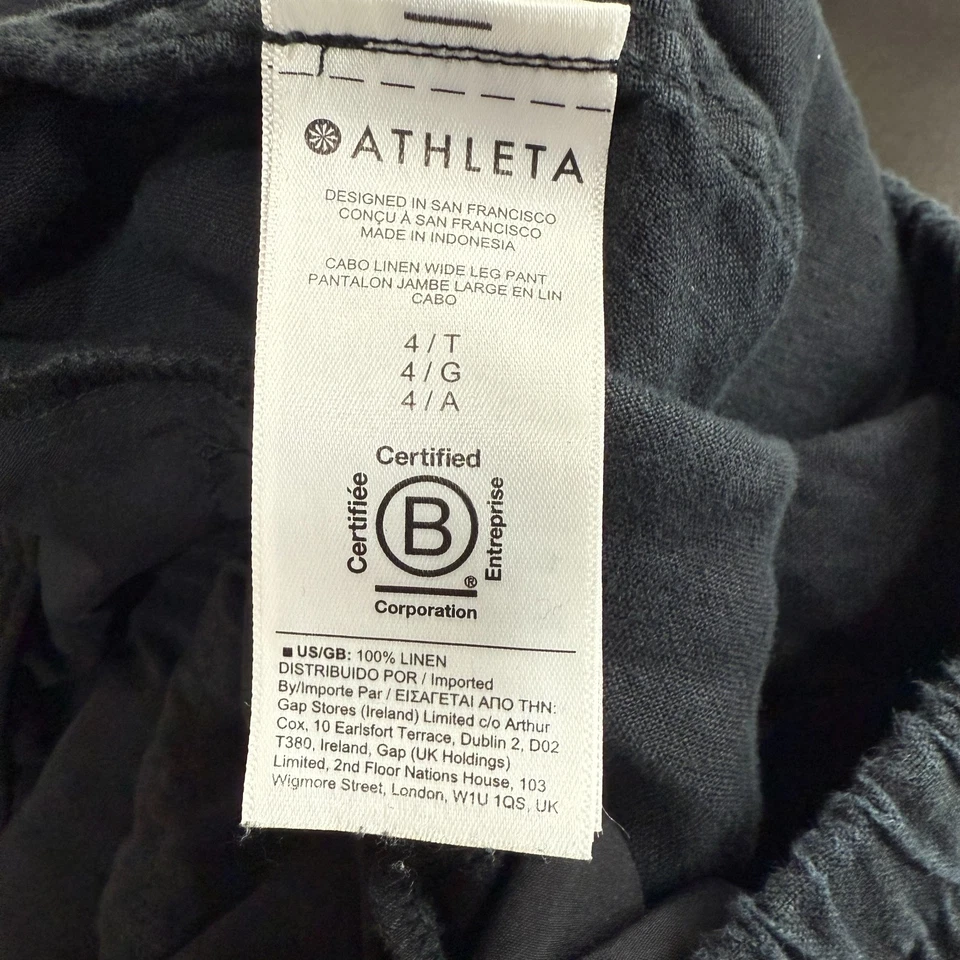 ATHLETA
DESIGNED IN SAN FRANCISCO
CONÇU À SAN FRANCISCO
MADE IN INDONESIA
CABO LINEN WIDE LEG PANT
PANTALON JAMBE LARGE EN LIN
CABO
4 / T
4 / G
4 / A
Certified
Certifiée
B
Entreprise
®
Corporation
■ US/GB: 100% LINEN
DISTRIBUIDO POR / Imported
By/Importe Par / ΕΙΣΑΓΕΤΑΙ ΑΠΟ ΤΗΝ:
Gap Stores (Ireland) Limited c/o Arthur
Cox, 10 Earlsfort Terrace, Dublin 2, D02
T380, Ireland, Gap (UK Holdings)
Limited, 2nd Floor Nations House, 103
Wigmore Street, London, W1U 1QS, UK